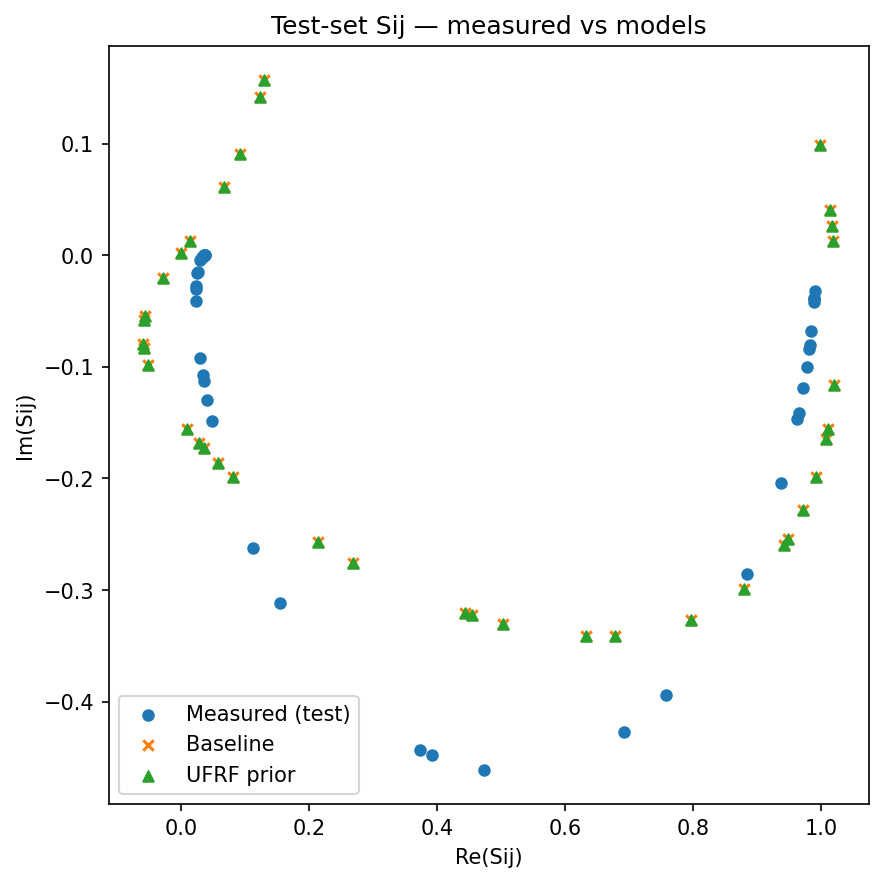 Test-set Sij — measured vs models
0.1
0.0
−0.1
−0.2
−0.3
−0.4
Im(Sij)
Measured (test)
Baseline
UFRF prior
0.0 0.2 0.4 0.6 0.8 1.0
Re(Sij)